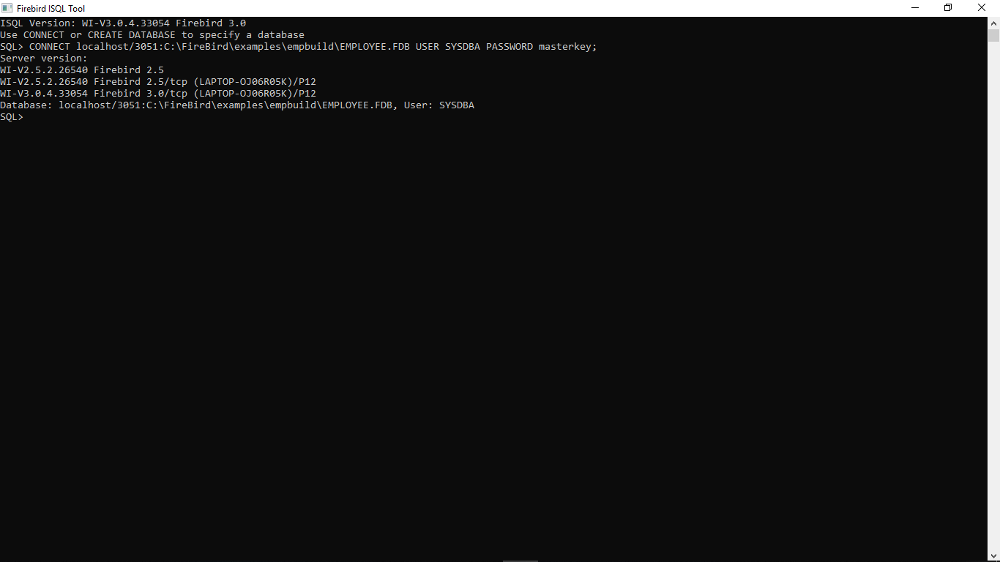 Firebird ISQL Tool
ISQL Version: WI-V3.0.4.33054 Firebird 3.0
Use CONNECT or CREATE DATABASE to specify a database
SQL> CONNECT localhost/3051:C:\FireBird\examples\empbuild\EMPLOYEE.FDB USER SYSDBA PASSWORD masterkey;
Server version:
WI-V2.5.2.26540 Firebird 2.5
WI-V2.5.2.26540 Firebird 2.5/tcp (LAPTOP-OJ06R05K)/P12
WI-V3.0.4.33054 Firebird 3.0/tcp (LAPTOP-OJ06R05K)/P12
Database: localhost/3051:C:\FireBird\examples\empbuild\EMPLOYEE.FDB, User: SYSDBA
SQL>